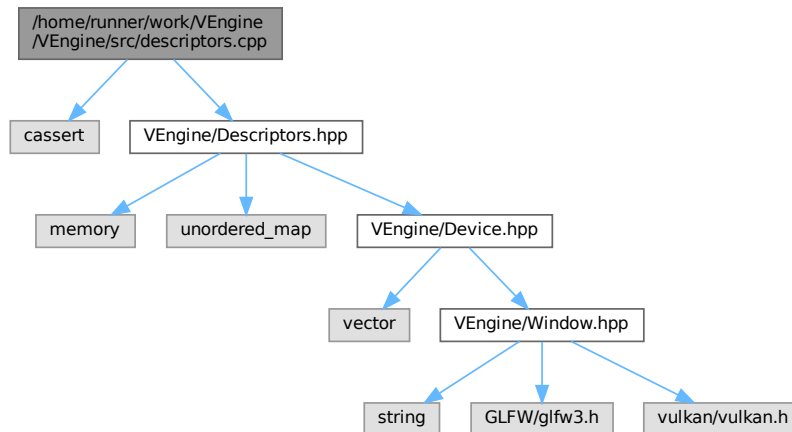 /home/runner/work/VEngine
/VEngine/src/descriptors.cpp
cassert
VEngine/Descriptors.hpp
memory
unordered_map
VEngine/Device.hpp
vector
VEngine/Window.hpp
string
GLFW/glfw3.h
vulkan/vulkan.h